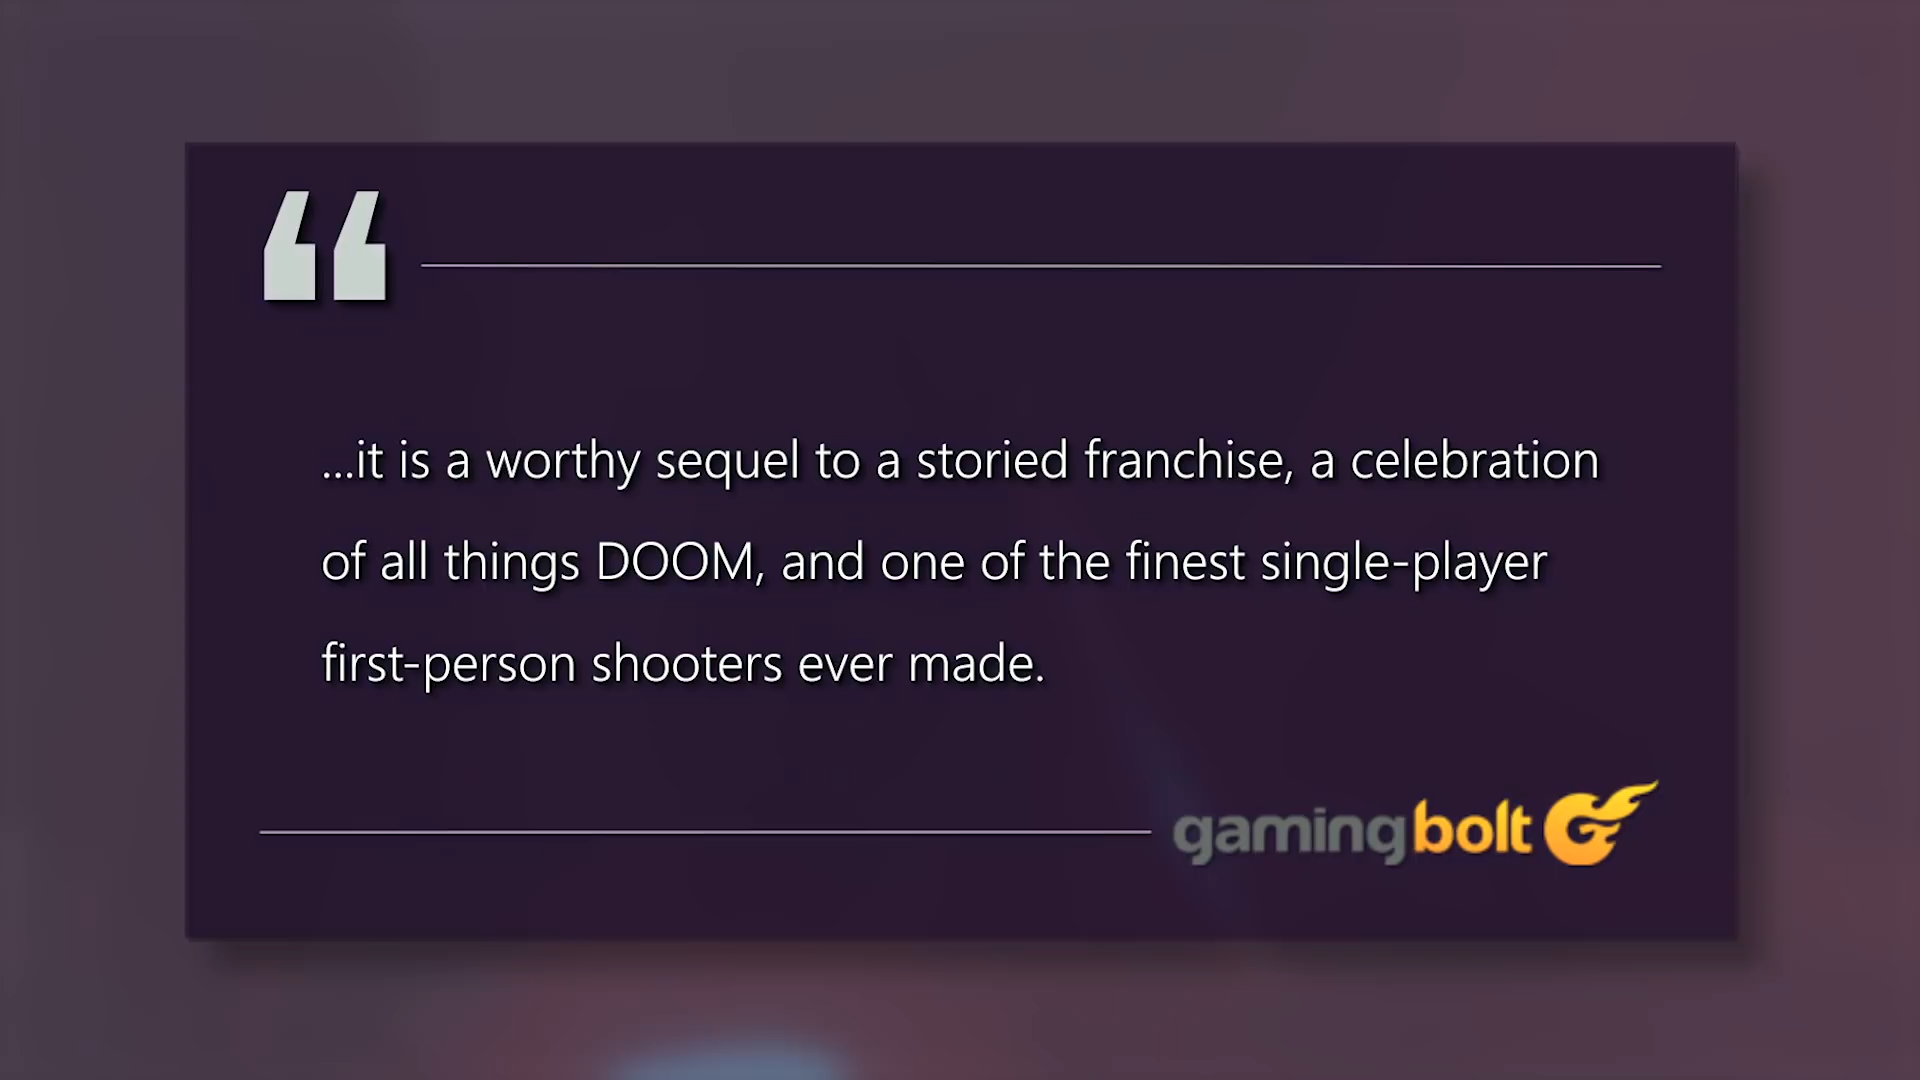 “
...it is a worthy sequel to a storied franchise, a celebration
of all things DOOM, and one of the finest single-player
first-person shooters ever made.
gamingbolt